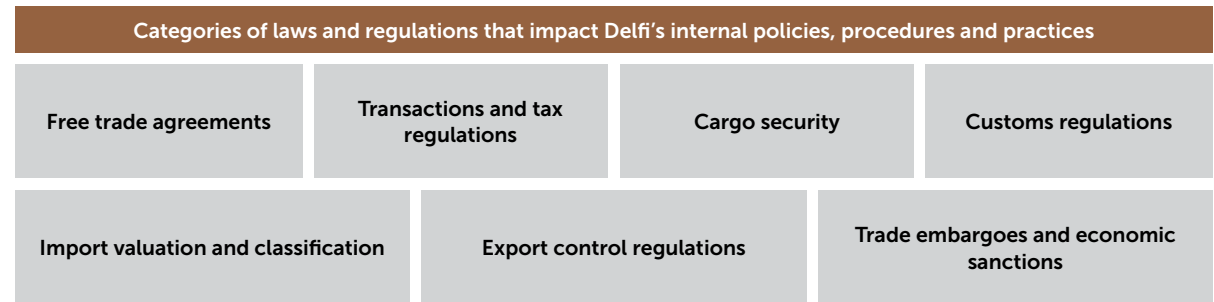 Categories of laws and regulations that impact Delfi’s internal policies, procedures and practices
Free trade agreements
Transactions and tax
regulations
Cargo security
Customs regulations
Import valuation and classification
Export control regulations
Trade embargoes and economic
sanctions